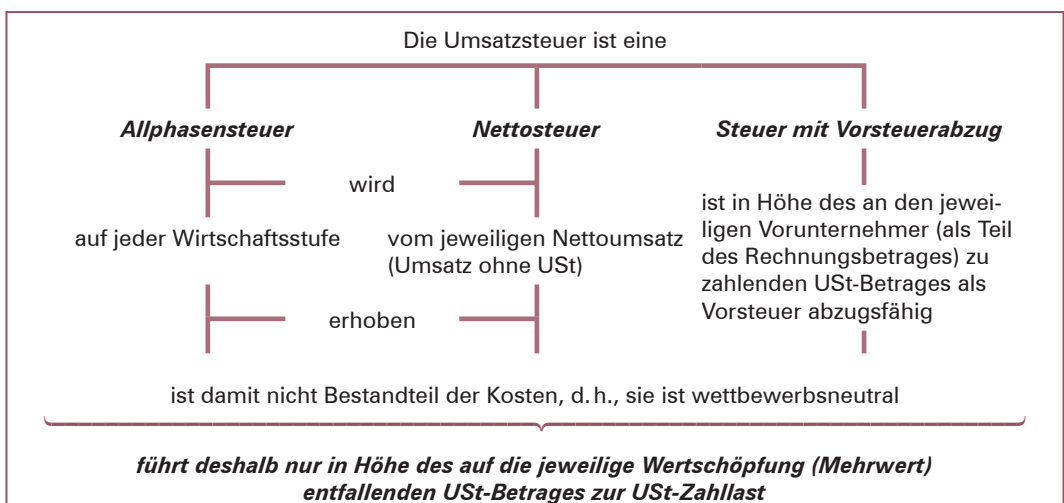 Die Umsatzsteuer ist eine
Allphasensteuer
Nettosteuer
Steuer mit Vorsteuerabzug
wird
auf jeder Wirtschaftsstufe
vom jeweiligen Nettoumsatz
(Umsatz ohne USt)
ist in Höhe des an den jewei-
ligen Vorunternehmer (als Teil
des Rechnungsbetrages) zu
zahlenden USt-Betrages als
Vorsteuer abzugsfähig
erhoben
ist damit nicht Bestandteil der Kosten, d. h., sie ist wettbewerbsneutral
führt deshalb nur in Höhe des auf die jeweilige Wertschöpfung (Mehrwert)
entfallenden USt-Betrages zur USt-Zahllast